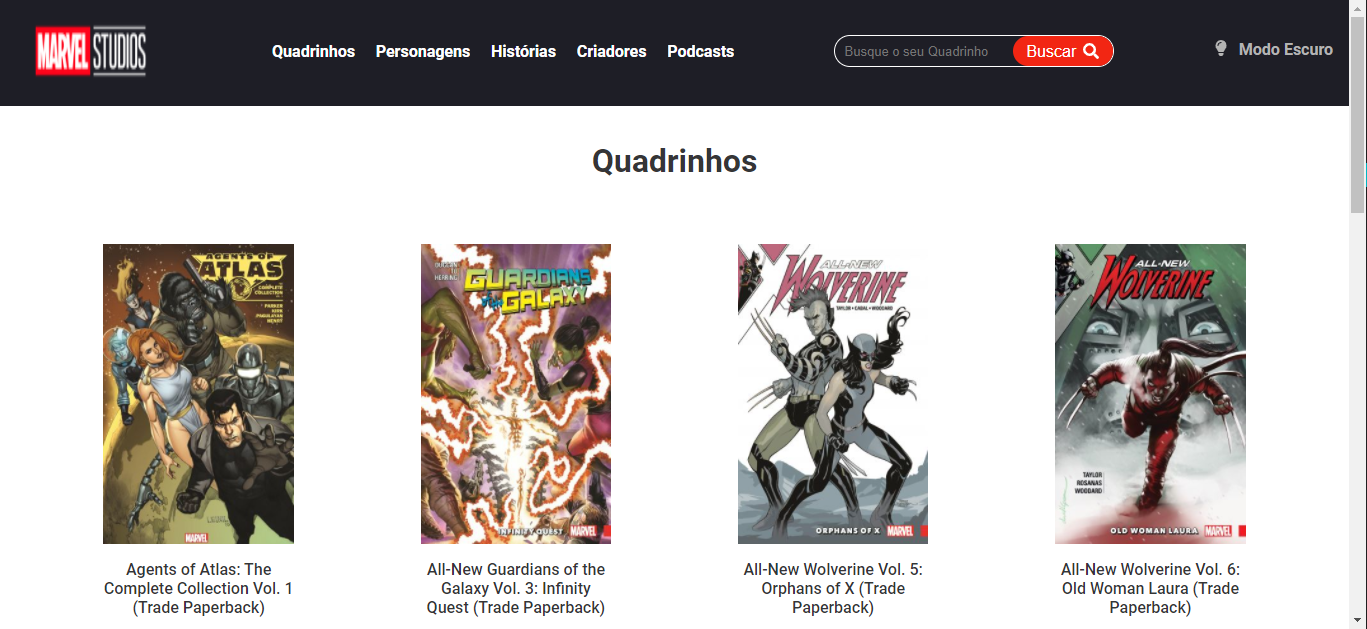 MARVEL STUDIOS
Quadrinhos Personagens Histórias Criadores Podcasts
Busque o seu Quadrinho
Buscar
Modo Escuro
Quadrinhos
AGENTS OF
ATLAS
COMPLETE
COLLECTION
PARKER
KIRK
PAGULAYAN
HENRY
MARVEL
GUARDIANS
OF THE
GALAXY
INFINITY QUEST MARVEL
ALL-NEW
WOLVERINE
TAYLOR • CABAL • WOODARD
ORPHANS OF X MARVEL
ALL-NEW
WOLVERINE
TAYLOR
ROSANAS
WOODARD
OLD WOMAN LAURA MARVEL
Agents of Atlas: The
Complete Collection Vol. 1
(Trade Paperback)
All-New Guardians of the
Galaxy Vol. 3: Infinity
Quest (Trade Paperback)
All-New Wolverine Vol. 5:
Orphans of X (Trade
Paperback)
All-New Wolverine Vol. 6:
Old Woman Laura (Trade
Paperback)